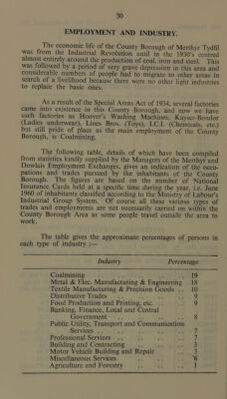 30
EMPLOYMENT AND INDUSTRY.
The economic life of the County Borough of Merthyr Tydfil
was from the Industrial Revolution until in the 1930's centred
almost entirely around the production of coal, iron and steel. This
was followed by a period of very grave depression in this area and
considerable numbers of people had to migrate to other areas in
search of a livelihood because there were no other light industries
to replace the basic ones.
As a result of the Special Areas Act of 1934, several factories
came into existence in this County Borough, and now we have
such factories as Hoover's Washing Machines, Kayser-Bondor
(Ladies underwear), Lines Bros. (Toys), I.C.I. (Chemicals, etc.)
but still pride of place as the main employment of the County
Borough, is Coalmining.
The following table, details of which have been compiled
from statistics kindly supplied by the Managers of the Merthyr and
Dowlais Employment Exchanges, gives an indication of the occu-
pations and trades pursued by the inhabitants of the County
Borough. The figures are based on the number of National
Insurance Cards held at a specific time during the year, i.e. June
1960 of inhabitants classified according to the Ministry of Labour's
Industrial Group System. Of course all these various types of
trades and employments are not necessarily carried on within the
County Borough Area as some people travel outside the area to
work.
The table gives the approximate percentages of persons in
each type of industry :—
Industry Percentage
Coalmining .. .. 19
Metal & Elec. Manufacturing & Engineering 18
Textile Manufacturing & Precision Goods .. 10
Distributive Trades .. .. 9
Food Production and Printing, etc. .. 9
Banking, Finance, Local and Central
Government .. .. 8
Public Utility, Transport and Communication
Services .. .. 7
Professional Services .. .. 7
Building and Contracting .. 3
Motor Vehicle Building and Repair .. 3
Miscellaneous Services .. ..
Agriculture and Forestry .. 1